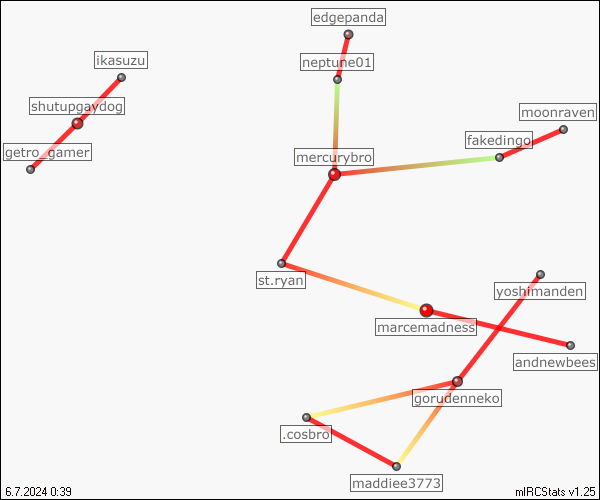 edgepanda
ikasuzu
neptune01
shutupgaydog
moonraven
getro_gamer
fakedingo
mercurybro
st.ryan
yoshimanden
marcemadness
andnewbees
gorudenneko
.cosbro
maddiee3773
6.7.2024 0:39
mIRCStats v1.25